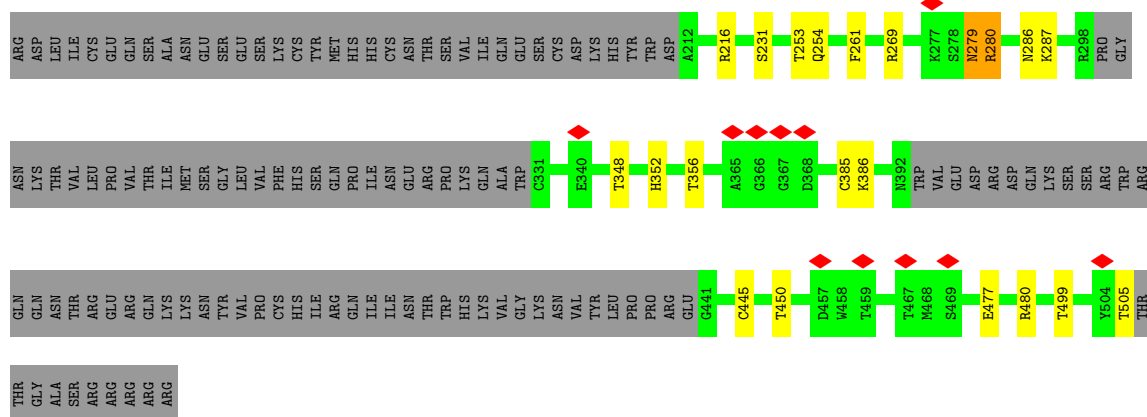 ARG ASP LEU ILE CYS GLU GLN SER ALA ASN GLU SER GLU SER LYS CYS TYR MET HIS HIS CYS ASN THR SER VAL ILE GLN GLU SER CYS ASP LYS HIS TYR TRP ASP A212 R216 S231 T253 Q254 F261 R269 K277 S278 N279 R280 N286 K287 R298 PRO GLY
ASN LYS THR VAL LEU PRO VAL THR ILE MET SER GLY LEU VAL PHE HIS SER GLN PRO ILE ASN GLU ARG PRO LYS GLN ALA TRP C331 E340 T348 H352 T356 A365 G366 G367 D368 C385 K386 N392 TRP VAL GLU ASP ARG ASP GLN LYS SER SER ARG TRP ARG
GLN GLN ASN THR ARG GLU ARG GLN LYS LYS ASN TYR VAL PRO CYS HIS ILE ARG GLN ILE ILE ASN THR TRP HIS LYS VAL GLY LYS ASN VAL TYR LEU PRO PRO ARG GLU G441 C445 T450 D457 W458 T459 T467 M468 S469 E477 R480 T499 Y504 T505 THR
THR GLY ALA SER ARG ARG ARG ARG ARG